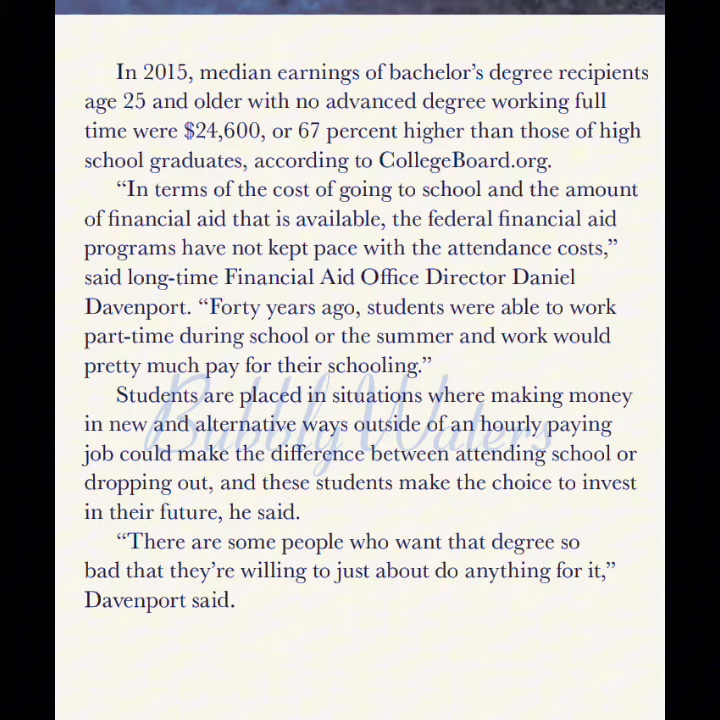 In 2015, median earnings of bachelor’s degree recipients
age 25 and older with no advanced degree working full
time were $24,600, or 67 percent higher than those of high
school graduates, according to CollegeBoard.org.
“In terms of the cost of going to school and the amount
of financial aid that is available, the federal financial aid
programs have not kept pace with the attendance costs,”
said long-time Financial Aid Office Director Daniel
Davenport. “Forty years ago, students were able to work
part-time during school or the summer and work would
pretty much pay for their schooling.”
Students are placed in situations where making money
in new and alternative ways outside of an hourly paying
job could make the difference between attending school or
dropping out, and these students make the choice to invest
in their future, he said.
“There are some people who want that degree so
bad that they’re willing to just about do anything for it,”
Davenport said.
Bubbly Waters